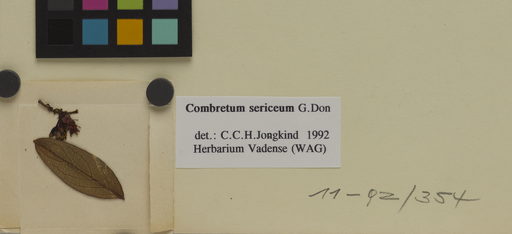 Combretum sericeum G.Don
det.: C.C.H.Jongkind 1992
Herbarium Vadense (WAG)
11-92/354